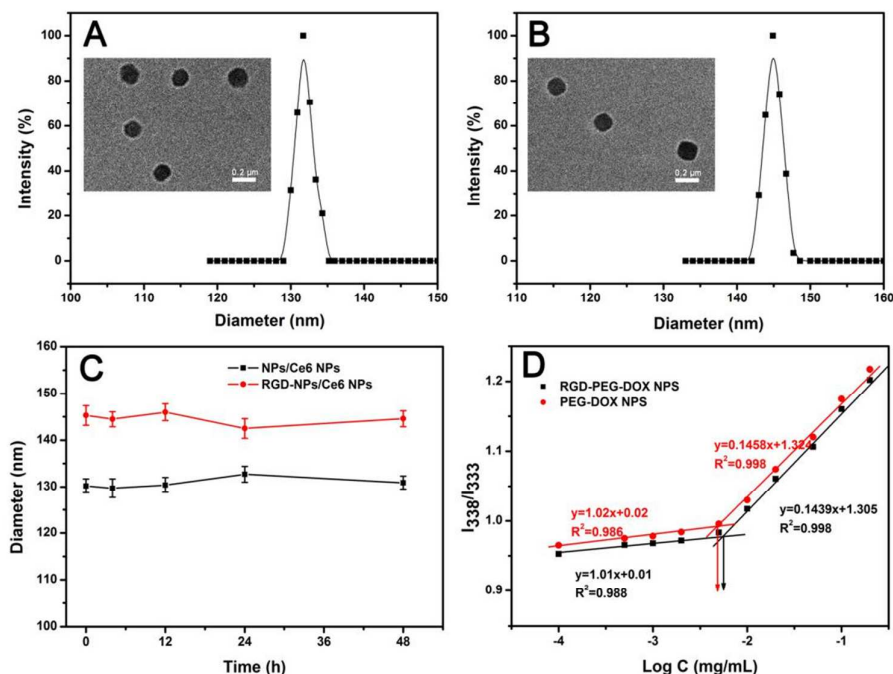 A
100
80
60
40
20
0
Intensity (%)
0.2 μm
100 110 120 130 140 150
Diameter (nm)
B
100
80
60
40
20
0
Intensity (%)
0.2 μm
110 120 130 140 150 160
Diameter (nm)
C
160
150
140
130
120
110
100
Diameter (nm)
NPs/Ce6 NPs
RGD-NPs/Ce6 NPs
0 12 24 36 48
Time (h)
D
1.2
1.1
1.0
0.9
I338/I333
RGD-PEG-DOX NPS
PEG-DOX NPS
y=0.1458x+1.324
R²=0.998
y=1.02x+0.02
R²=0.986
y=0.1439x+1.305
R²=0.998
y=1.01x+0.01
R²=0.988
-4 -3 -2 -1
Log C (mg/mL)